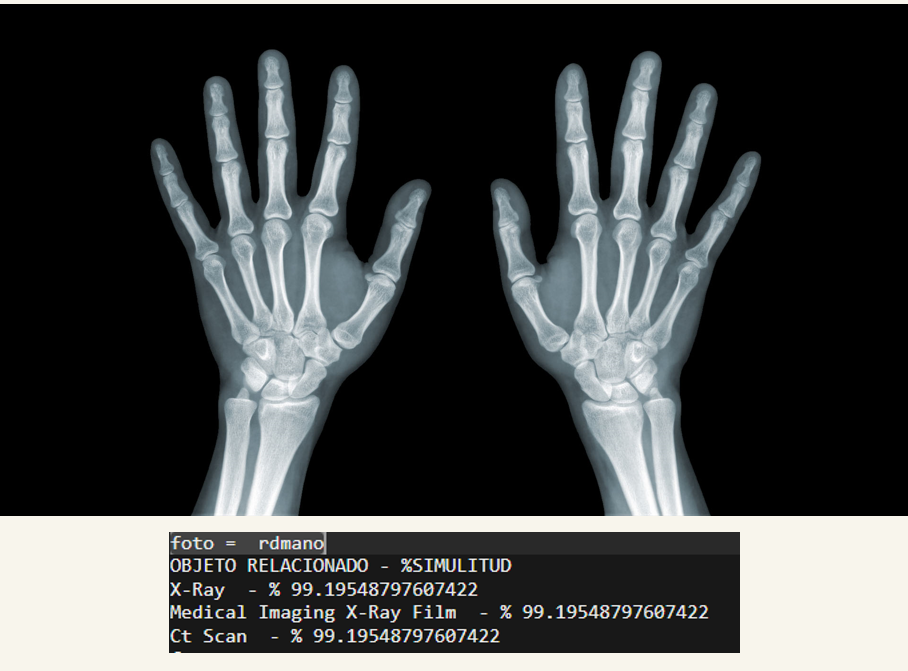 foto = rdmano
OBJETO RELACIONADO - %SIMULITUD
X-Ray - % 99.19548797607422
Medical Imaging X-Ray Film - % 99.19548797607422
Ct Scan - % 99.19548797607422